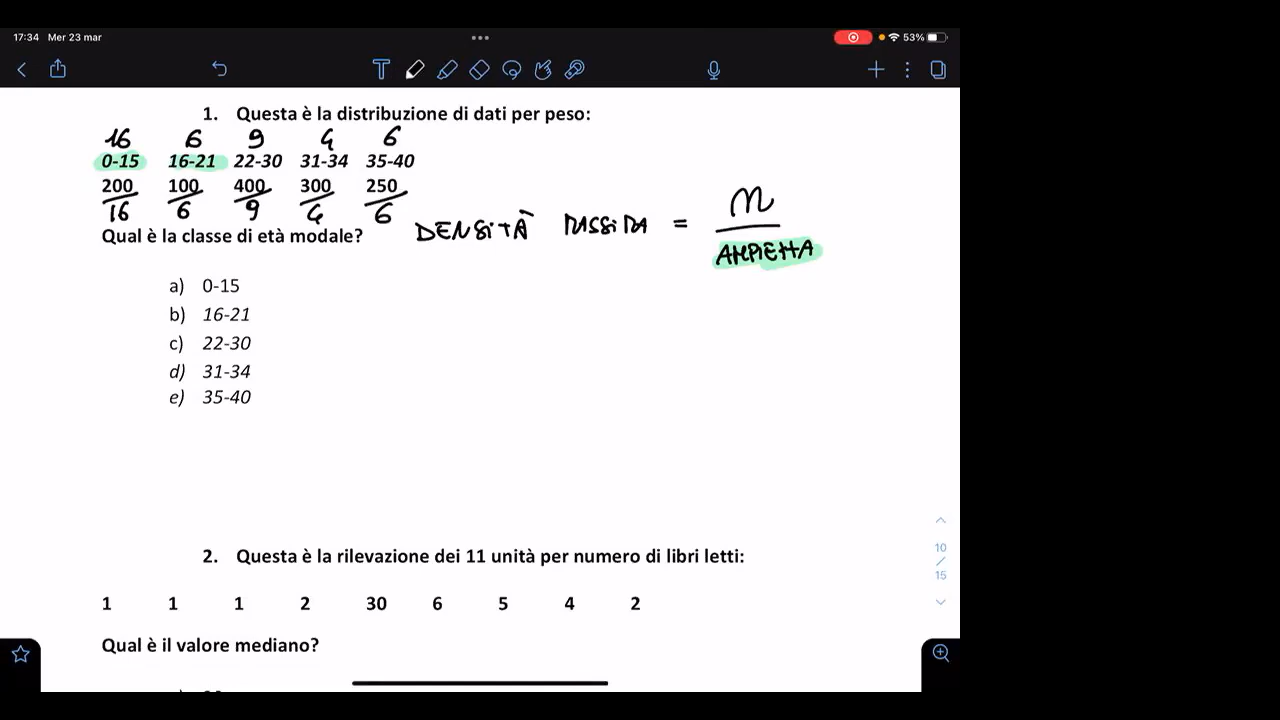 17:34 Mer 23 mar
53%
1. Questa è la distribuzione di dati per peso:
16 6 9 4 6
0-15 16-21 22-30 31-34 35-40
200 100 400 300 250
16 6 9 4 6
DENSITÀ MASSIMA = n
AMPIEZZA
Qual è la classe di età modale?
a) 0-15
b) 16-21
c) 22-30
d) 31-34
e) 35-40
2. Questa è la rilevazione dei 11 unità per numero di libri letti:
1 1 1 2 30 6 5 4 2
Qual è il valore mediano?
10
/
15